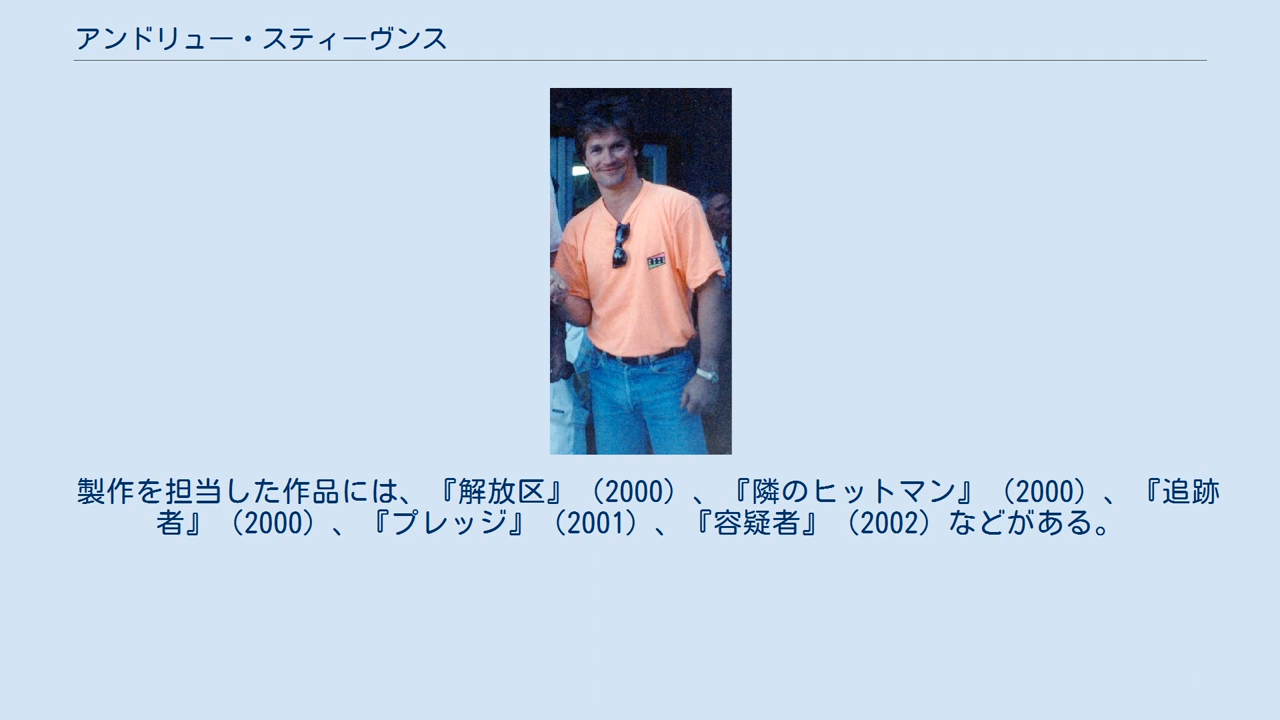 アンドリュー・スティーヴンス
製作を担当した作品には、『解放区』（2000）、『隣のヒットマン』（2000）、『追跡
者』（2000）、『プレッジ』（2001）、『容疑者』（2002）などがある。